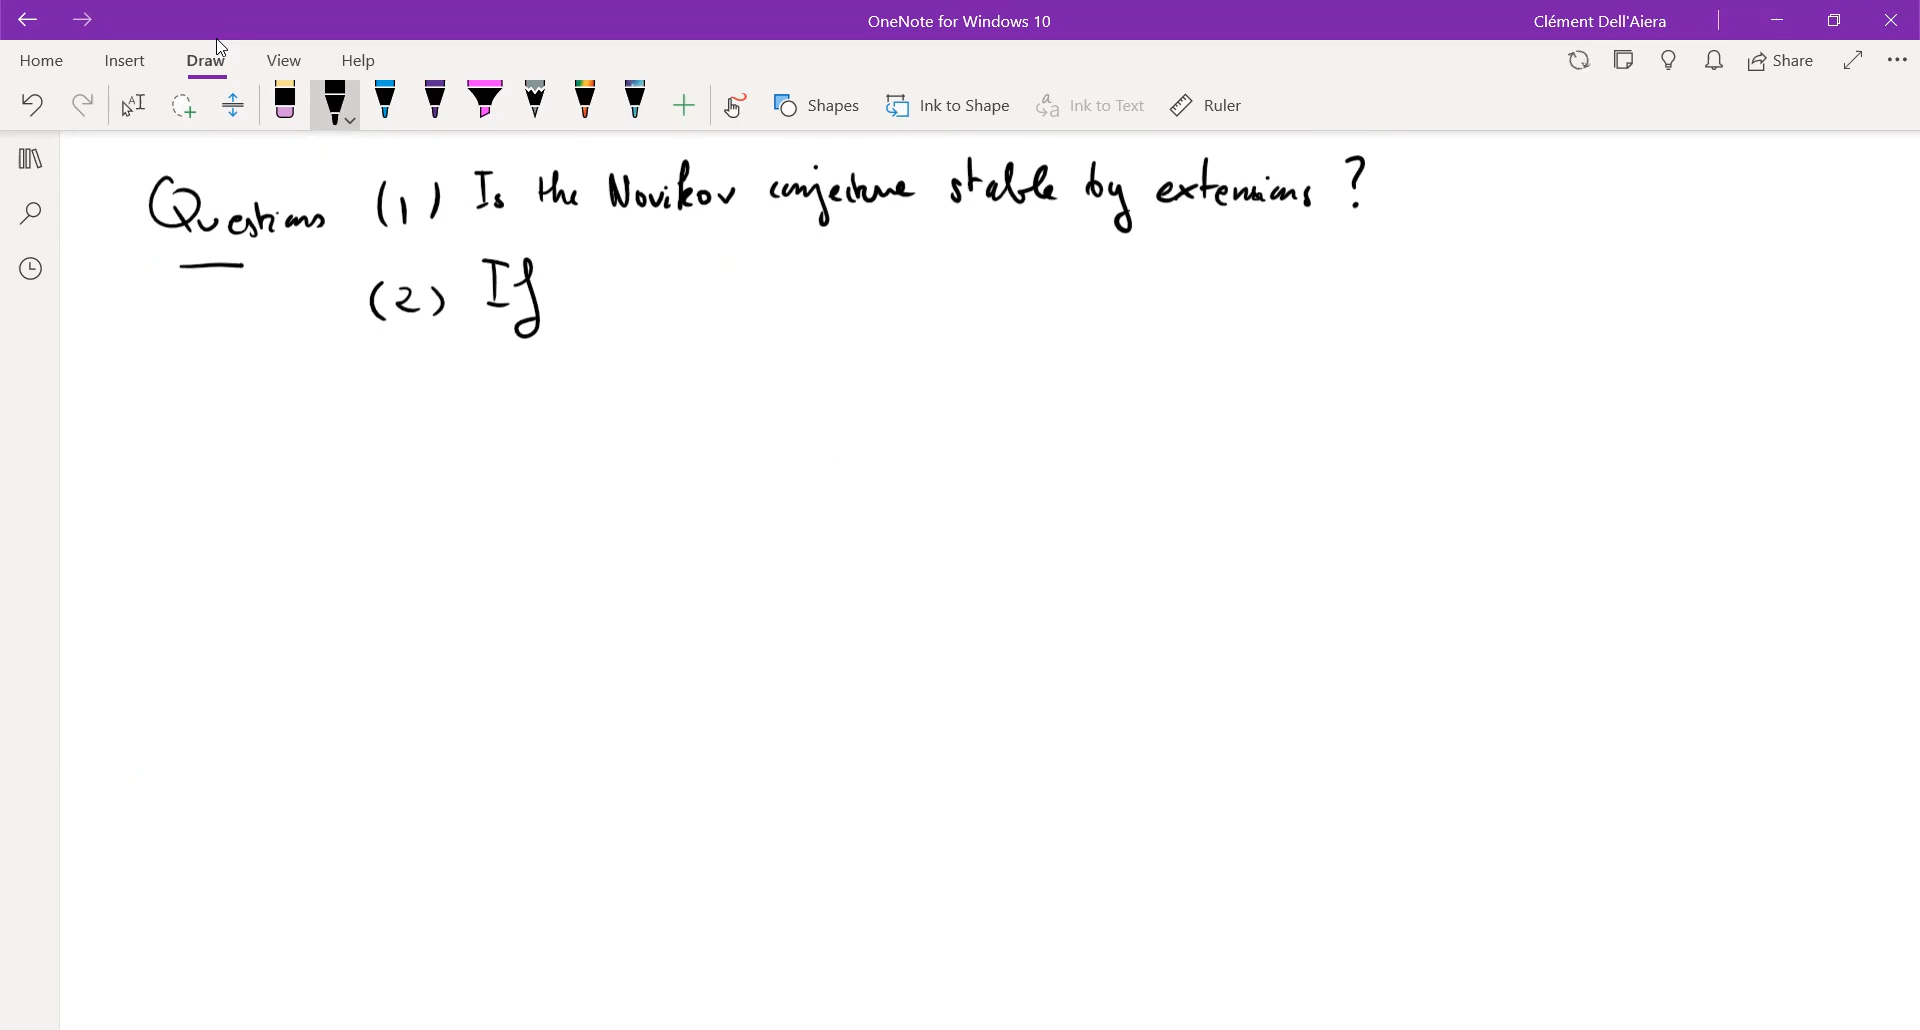 OneNote for Windows 10
Clément Dell'Aiera
Home Insert Draw View Help
Share
Shapes Ink to Shape Ink to Text Ruler
Questions (1) Is the Novikov conjecture stable by extensions ?
(2) If